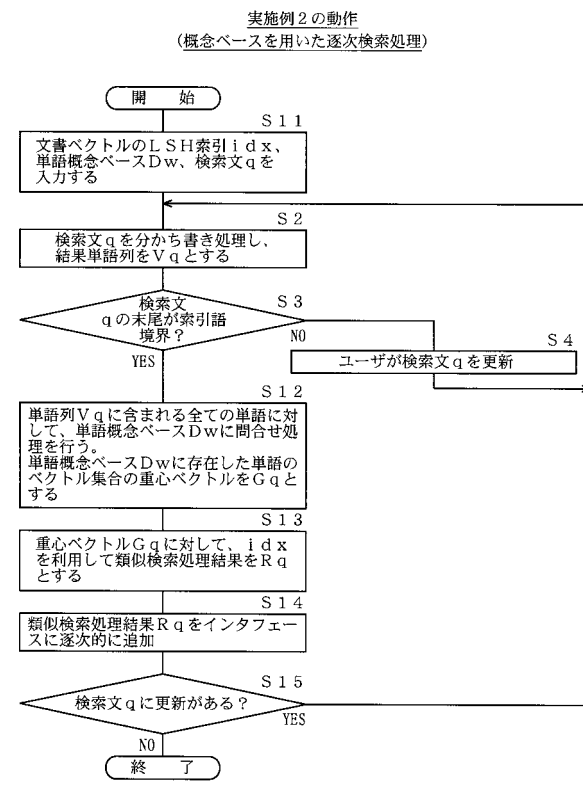 実施例２の動作
(概念ベースを用いた逐次検索処理)
開　始
Ｓ１１
文書ベクトルのＬＳＨ索引ｉｄｘ、
単語概念ベースＤｗ、検索文ｑを
入力する
Ｓ２
検索文ｑを分かち書き処理し、
結果単語列をＶｑとする
Ｓ３
検索文
ｑの末尾が索引語
境界？
NO
YES
Ｓ４
ユーザが検索文ｑを更新
Ｓ１２
単語列Ｖｑに含まれる全ての単語に対
して、単語概念ベースＤｗに問合せ処
理を行う。
単語概念ベースＤｗに存在した単語の
ベクトル集合の重心ベクトルをＧｑと
する
Ｓ１３
重心ベクトルＧｑに対して、ｉｄｘ
を利用して類似検索処理結果をＲｑ
とする
Ｓ１４
類似検索処理結果Ｒｑをインタフェー
スに逐次的に追加
Ｓ１５
検索文ｑに更新がある？
YES
NO
終　了